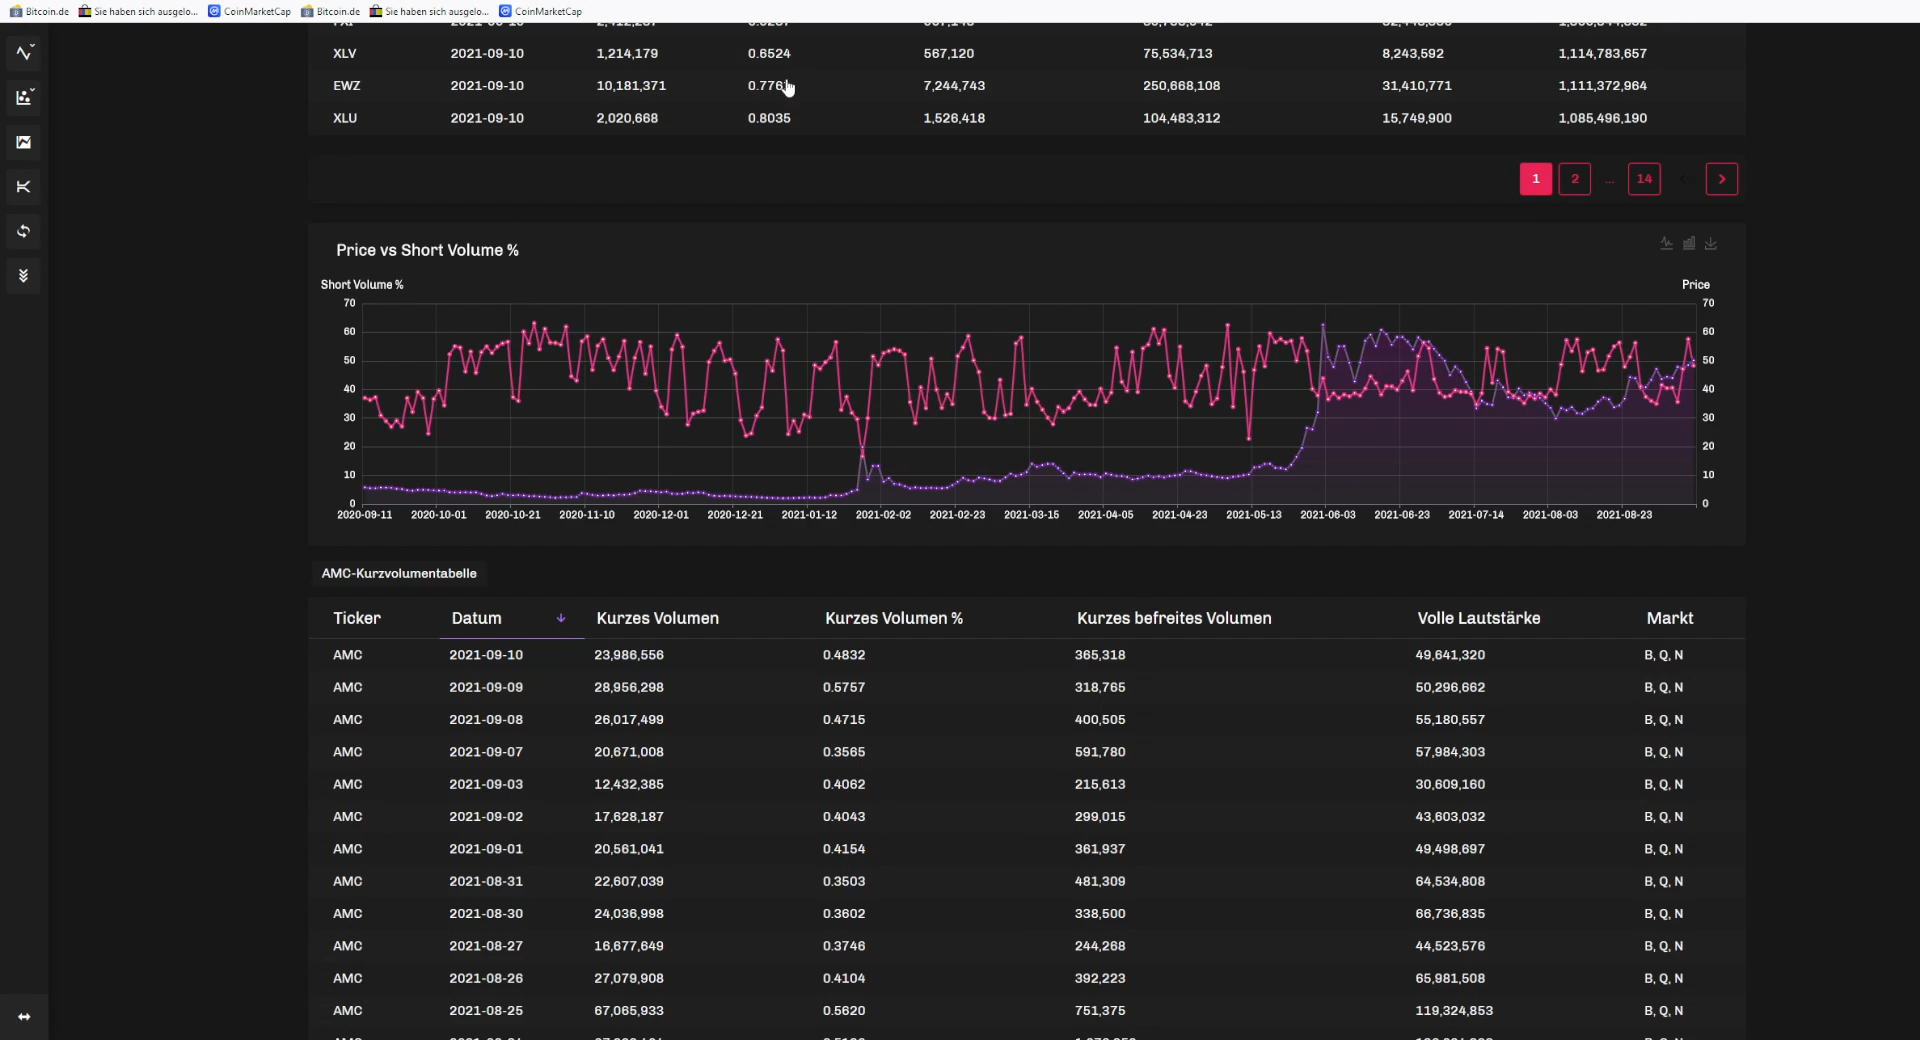 Bitcoin.de Sie haben sich ausgelo... CoinMarketCap Bitcoin.de Sie haben sich ausgelo... CoinMarketCap
XLV 2021-09-10 1,214,179 0.6524 567,120 75,534,713 8,243,592 1,114,783,657
EWZ 2021-09-10 10,181,371 7,244,743 250,668,108 31,410,771 1,111,372,964
XLU 2021-09-10 2,020,668 0.8035 1,526,418 104,483,312 15,749,900 1,085,496,190
1 2 ... 14
Price vs Short Volume %
Short Volume % Price
70 70
60 60
50 50
40 40
30 30
20 20
10 10
0 0
2020-09-11 2020-10-01 2020-10-21 2020-11-10 2020-12-01 2020-12-21 2021-01-12 2021-02-02 2021-02-23 2021-03-15 2021-04-05 2021-04-23 2021-05-13 2021-06-03 2021-06-23 2021-07-14 2021-08-03 2021-08-23
AMC-Kurzvolumentabelle
Ticker Datum Kurzes Volumen Kurzes Volumen % Kurzes befreites Volumen Volle Lautstärke Markt
AMC 2021-09-10 23,986,556 0.4832 365,318 49,641,320 B, Q, N
AMC 2021-09-09 28,956,298 0.5757 318,765 50,296,662 B, Q, N
AMC 2021-09-08 26,017,499 0.4715 400,505 55,180,557 B, Q, N
AMC 2021-09-07 20,671,008 0.3565 591,780 57,984,303 B, Q, N
AMC 2021-09-03 12,432,385 0.4062 215,613 30,609,160 B, Q, N
AMC 2021-09-02 17,628,187 0.4043 299,015 43,603,032 B, Q, N
AMC 2021-09-01 20,561,041 0.4154 361,937 49,498,697 B, Q, N
AMC 2021-08-31 22,607,039 0.3503 481,309 64,534,808 B, Q, N
AMC 2021-08-30 24,036,998 0.3602 338,500 66,736,835 B, Q, N
AMC 2021-08-27 16,677,649 0.3746 244,268 44,523,576 B, Q, N
AMC 2021-08-26 27,079,908 0.4104 392,223 65,981,508 B, Q, N
AMC 2021-08-25 67,065,933 0.5620 751,375 119,324,853 B, Q, N